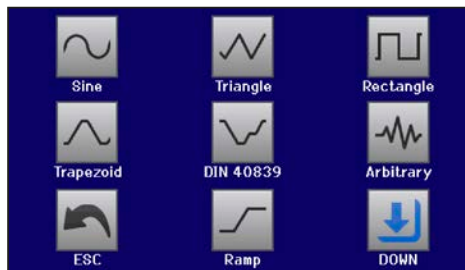 Sine
Triangle
Rectangle
Trapezoid
DIN 40839
Arbitrary
ESC
Ramp
DOWN